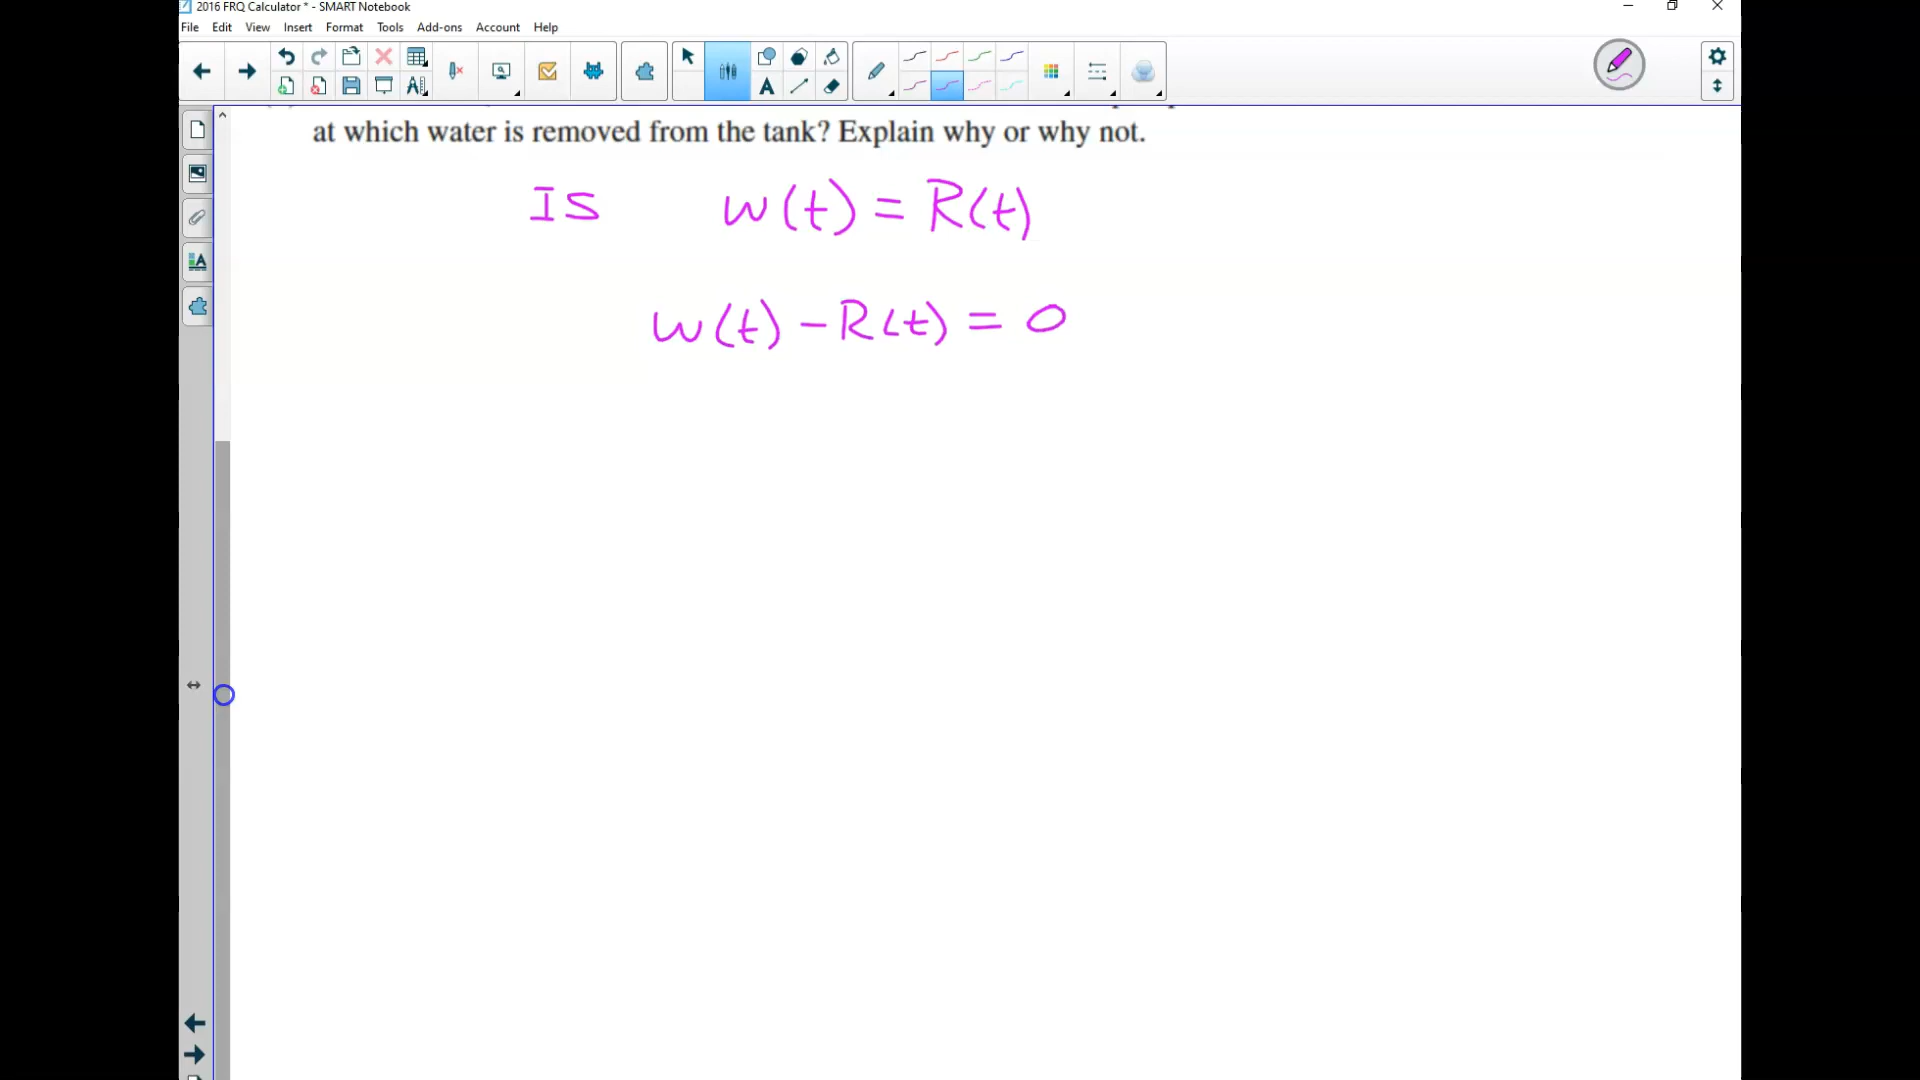 2016 FRQ Calculator * - SMART Notebook
File Edit View Insert Format Tools Add-ons Account Help
at which water is removed from the tank? Explain why or why not.
IS w(t) = R(t)
w(t) - R(t) = 0